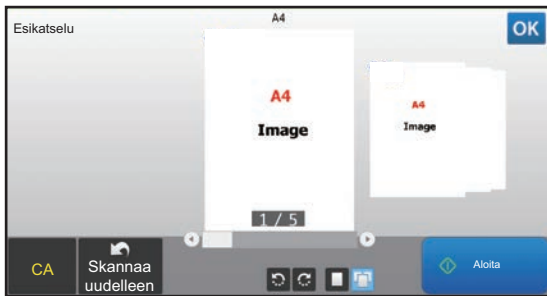 Esikatselu
A4
OK
A4
Image
A4
Image
1 / 5
CA
Skannaa
uudelleen
Aloita